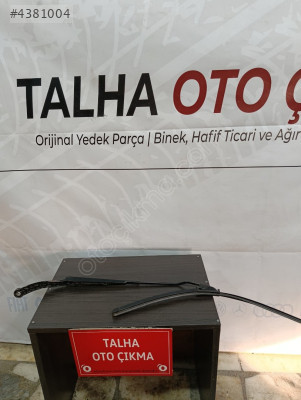 #4381004
TALHA OTO Ç
Orijinal Yedek Parça | Binek, Hafif Ticari ve Ağır
TALHA
OTO ÇIKMA